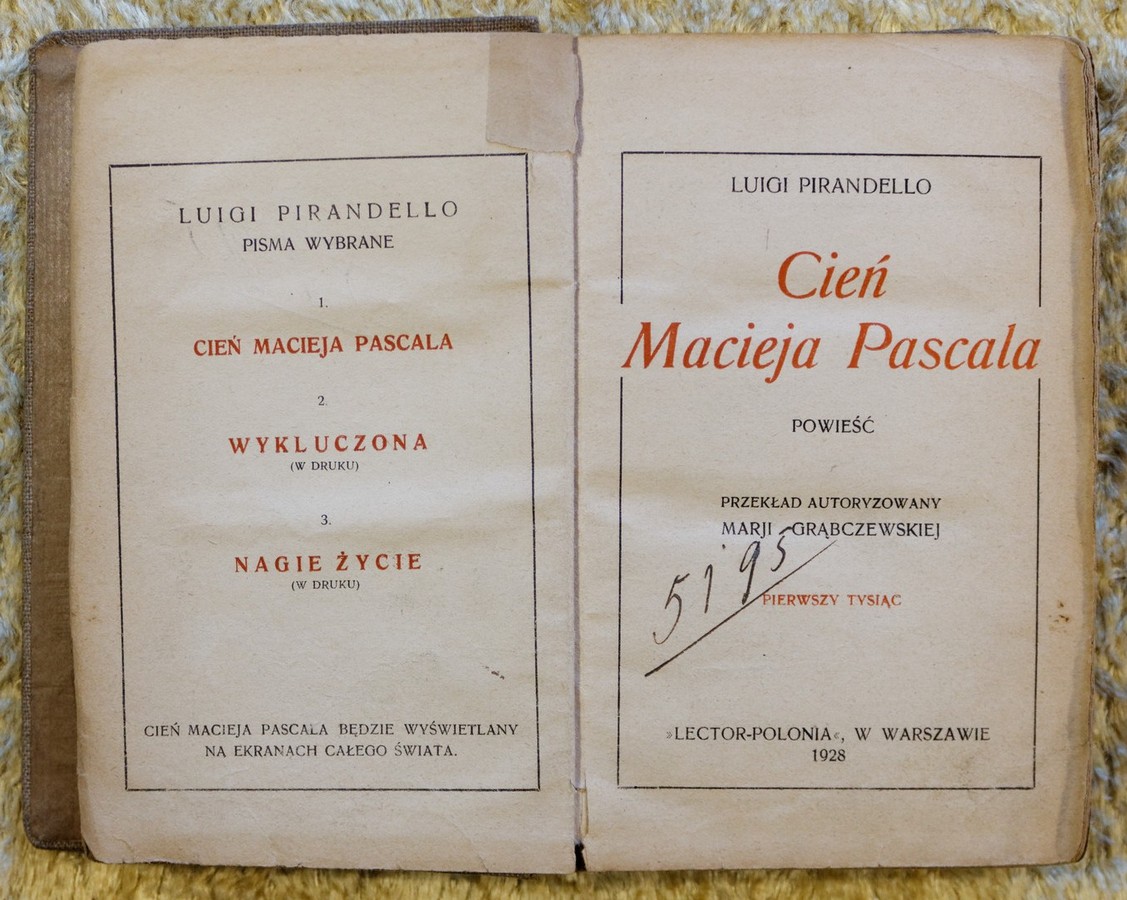 LUIGI PIRANDELLO
PISMA WYBRANE
1.
CIEŃ MACIEJA PASCALA
2.
WYKLUCZONA
(W DRUKU)
3.
NAGIE ŻYCIE
(W DRUKU)
CIEŃ MACIEJA PASCALA BĘDZIE WYŚWIETLANY
NA EKRANACH CAŁEGO ŚWIATA.
LUIGI PIRANDELLO
Cień
Macieja Pascala
POWIEŚĆ
PRZEKŁAD AUTORYZOWANY
MARJI GRĄBCZEWSKIEJ
5195
PIERWSZY TYSIĄC
»LECTOR-POLONIA«, W WARSZAWIE
1928